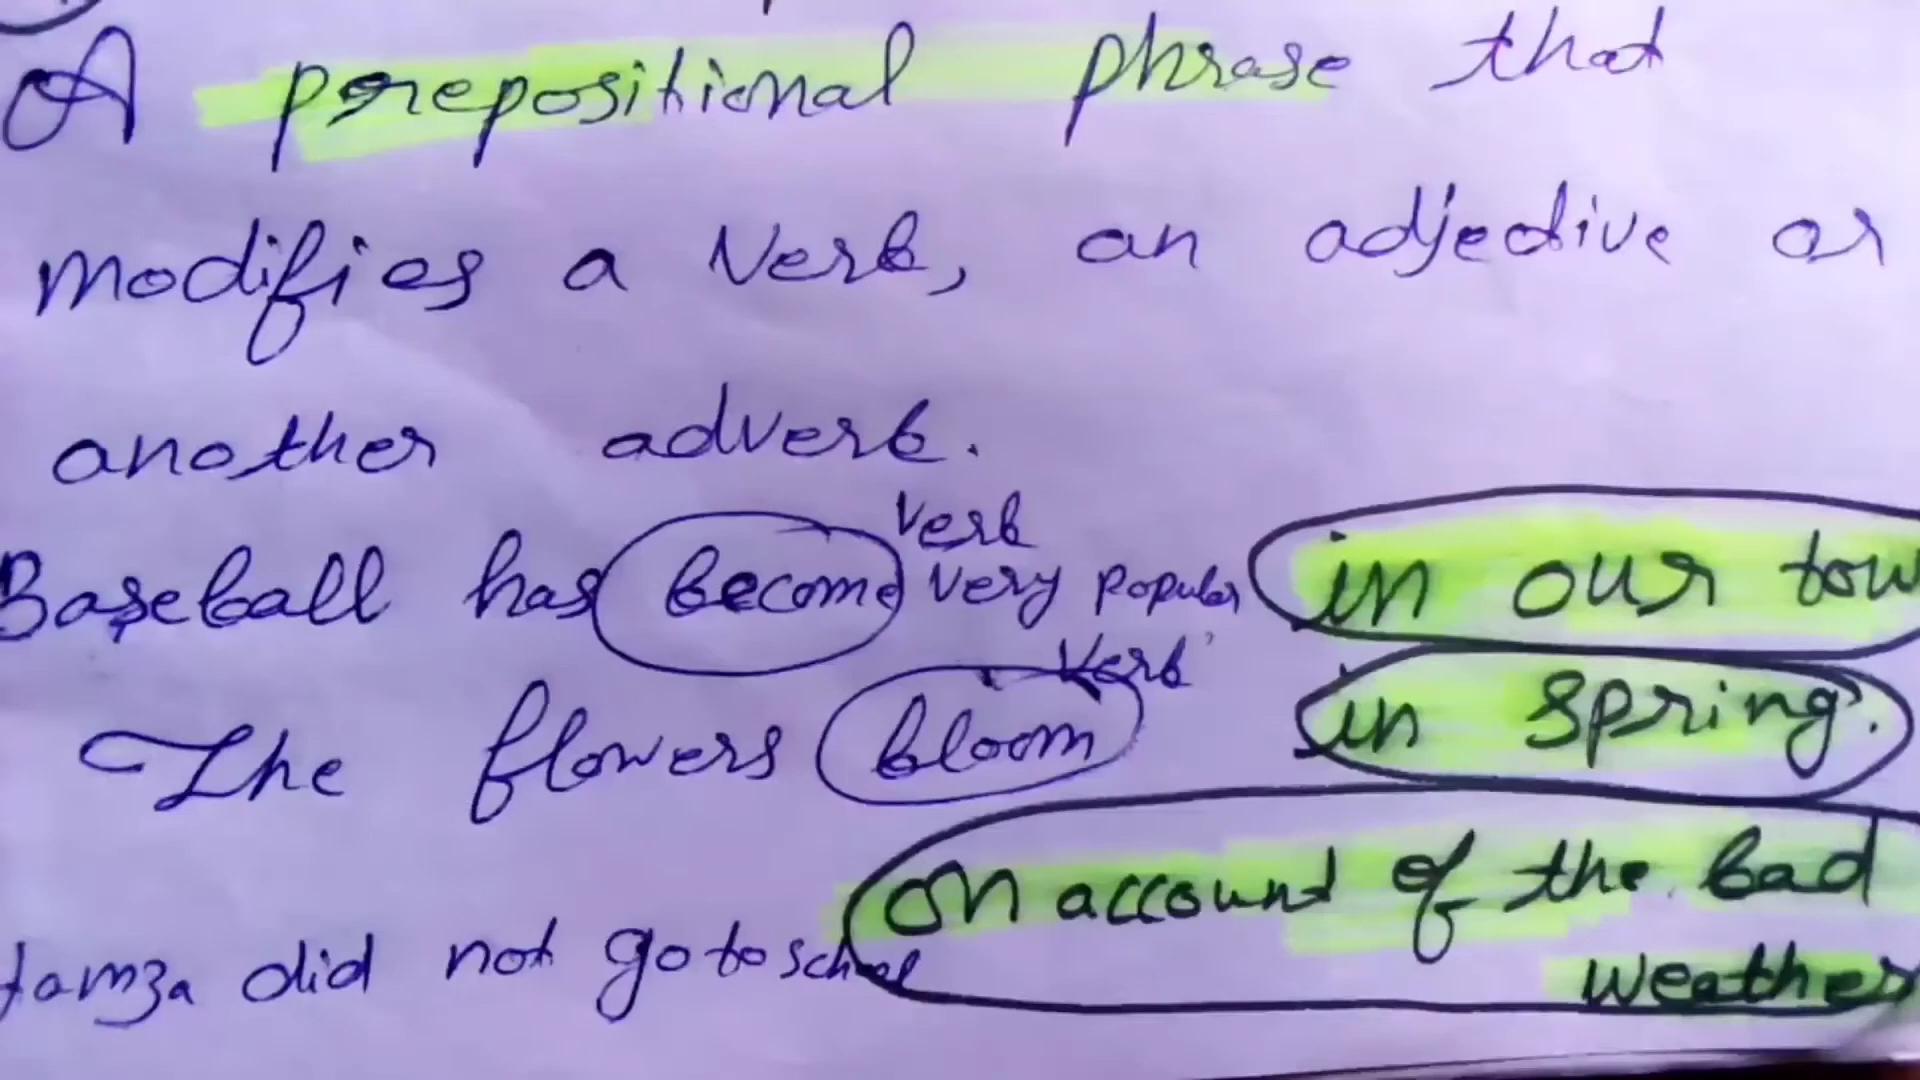 A prepositional phrase that
modifies a Verb, an adjective or
another adverb.
Verb
Baseball has become very popular in our tow
Verb
The flowers bloom in spring.
on account of the bad
amza did not go to school
weather